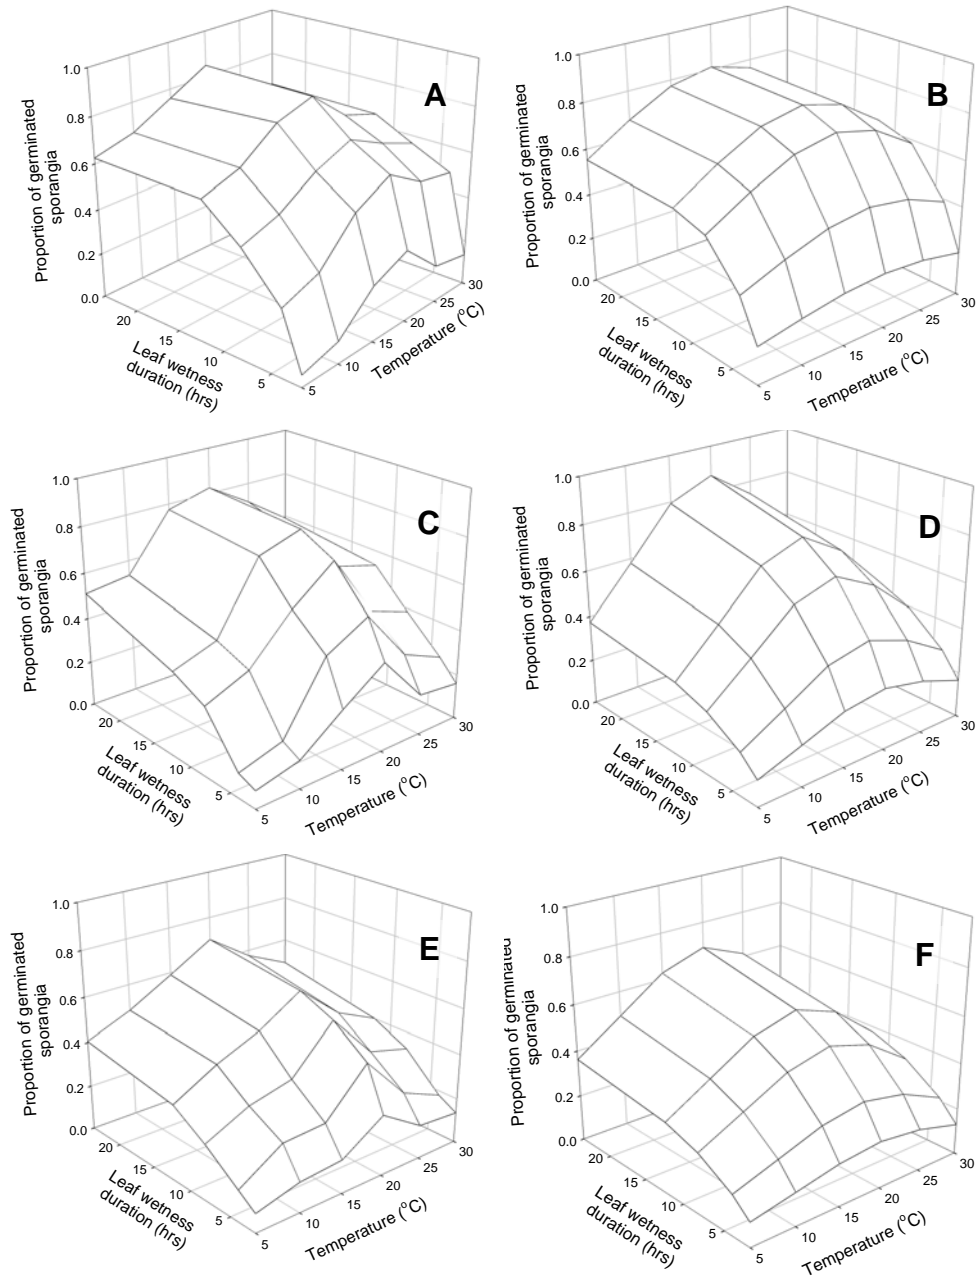 A
1.0
0.8
0.6
0.4
0.2
0.0
Proportion of germinated
sporangia
20
15
10
5
Leaf wetness
duration (hrs)
5
10
15
20
25
30
Temperature (°C)
B
1.0
0.8
0.6
0.4
0.2
0.0
Proportion of germinated
sporangia
20
15
10
5
Leaf wetness
duration (hrs)
5
10
15
20
25
30
Temperature (°C)
C
1.0
0.8
0.6
0.4
0.2
0.0
Proportion of germinated
sporangia
20
15
10
5
Leaf wetness
duration (hrs)
5
10
15
20
25
30
Temperature (°C)
D
1.0
0.8
0.6
0.4
0.2
0.0
Proportion of germinated
sporangia
20
15
10
5
Leaf wetness
duration (hrs)
5
10
15
20
25
30
Temperature (°C)
E
1.0
0.8
0.6
0.4
0.2
0.0
Proportion of germinated
sporangia
20
15
10
5
Leaf wetness
duration (hrs)
5
10
15
20
25
30
Temperature (°C)
F
1.0
0.8
0.6
0.4
0.2
0.0
Proportion of germinated
sporangia
20
15
10
5
Leaf wetness
duration (hrs)
5
10
15
20
25
30
Temperature (°C)